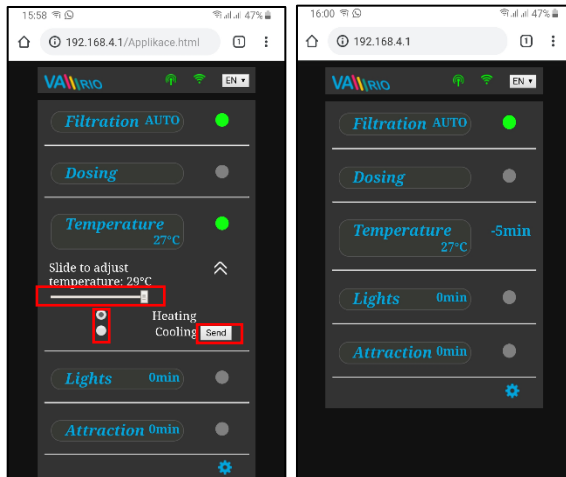 15:58 47%
192.168.4.1/Applikace.html 1
VA RIO EN
Filtration AUTO
Dosing
Temperature
27°C
Slide to adjust
temperature: 29°C
Heating
Cooling Send
Lights 0min
Attraction 0min
16:00 47%
192.168.4.1 1
VA RIO EN
Filtration AUTO
Dosing
Temperature -5min
27°C
Lights 0min
Attraction 0min